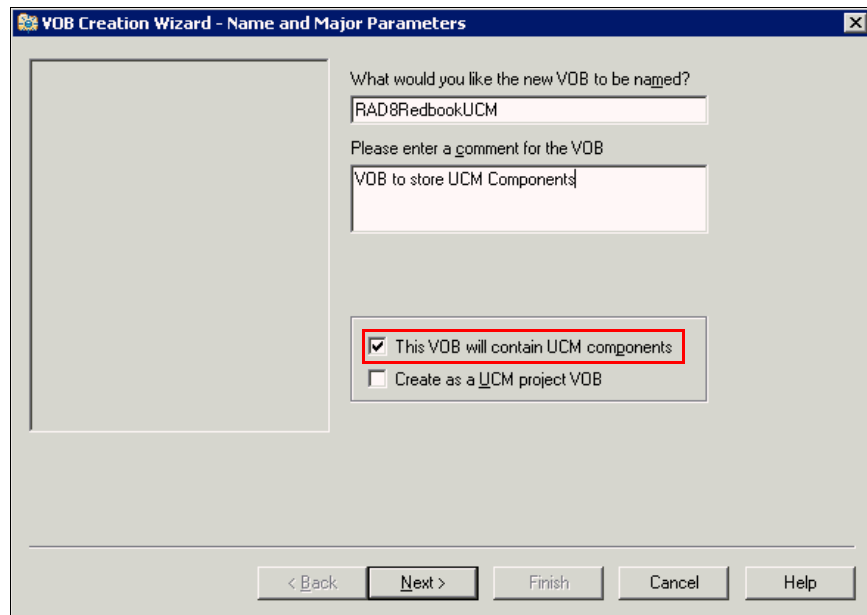 VOB Creation Wizard - Name and Major Parameters
What would you like the new VOB to be named?
RAD8RedbookUCM
Please enter a comment for the VOB
VOB to store UCM Components
This VOB will contain UCM components
Create as a UCM project VOB
< Back Next > Finish Cancel Help